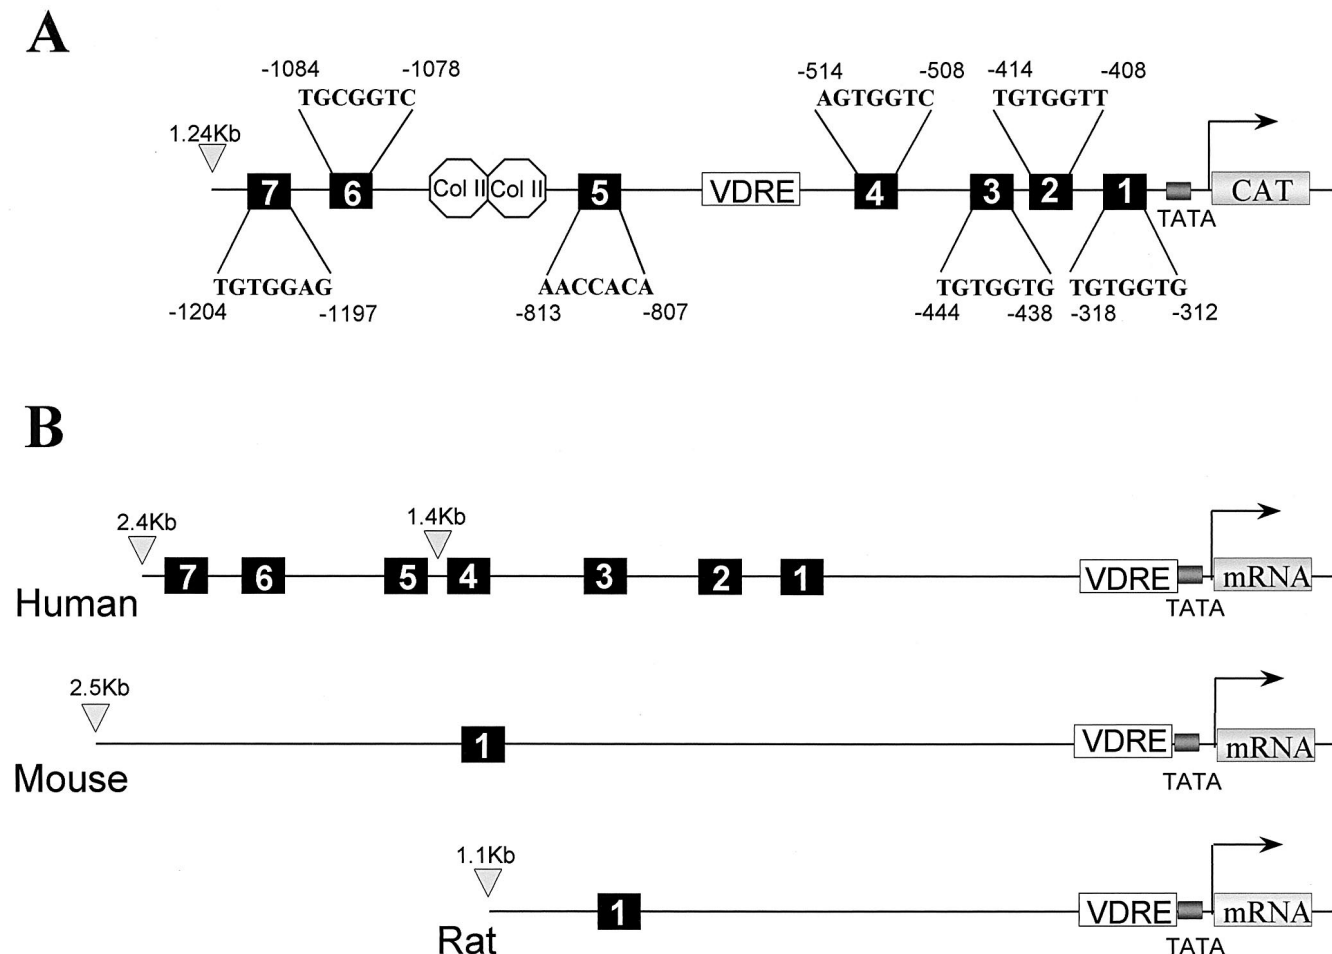 A
-1084 -1078 -514 -508 -414 -408
TGCGGTC AGTGGTC TGTGGTT
1.24Kb
7 6 Col II Col II 5 VDRE 4 3 2 1 CAT
TATA
TGTGGAG AACCACA TGTGGTG TGTGGTG
-1204 -1197 -813 -807 -444 -438 -318 -312
B
2.4Kb 1.4Kb
7 6 5 4 3 2 1 VDRE mRNA
Human TATA
2.5Kb
1 VDRE mRNA
Mouse TATA
1.1Kb
1 VDRE mRNA
Rat TATA